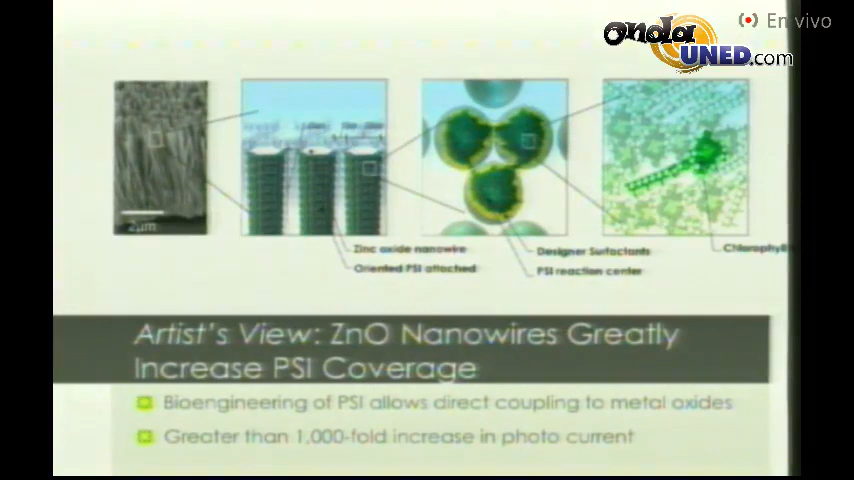 En vivo
onda
UNED.com
2µm
Zinc oxide nanowire
Oriented PSI attached
Designer Surfactants
PSI reaction center
Artist's View: ZnO Nanowires Greatly
Increase PSI Coverage
Bioengineering of PSI allows direct coupling to metal oxides
Greater than 1,000-fold increase in photo current